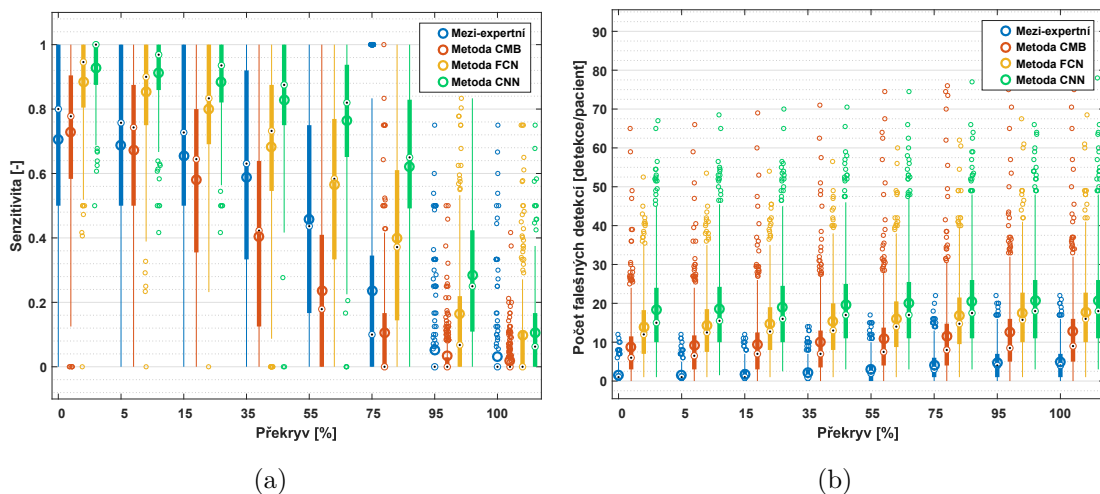 Mezi-expertní
Metoda CMB
Metoda FCN
Metoda CNN
1
0.8
0.6
0.4
0.2
0
Senzitivita [-]
0 5 15 35 55 75 95 100
Překryv [%]
(a)
Mezi-expertní
Metoda CMB
Metoda FCN
Metoda CNN
90
80
70
60
50
40
30
20
10
0
Počet falešných detekcí [detekce/pacient]
0 5 15 35 55 75 95 100
Překryv [%]
(b)